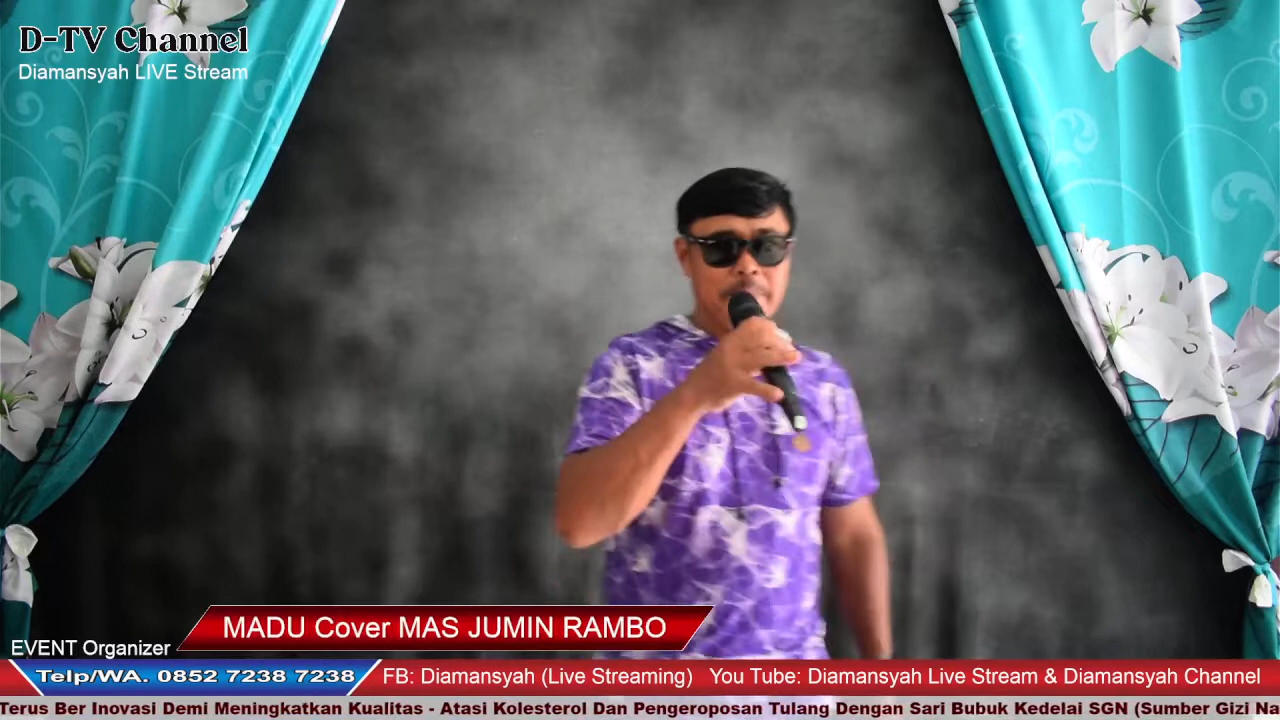 D-TV Channel
Diamansyah LIVE Stream
MADU Cover MAS JUMIN RAMBO
EVENT Organizer
Telp/WA. 0852 7238 7238
FB: Diamansyah (Live Streaming) You Tube: Diamansyah Live Stream & Diamansyah Channel
Terus Ber Inovasi Demi Meningkatkan Kualitas - Atasi Kolesterol Dan Pengeroposan Tulang Dengan Sari Bubuk Kedelai SGN (Sumber Gizi Na